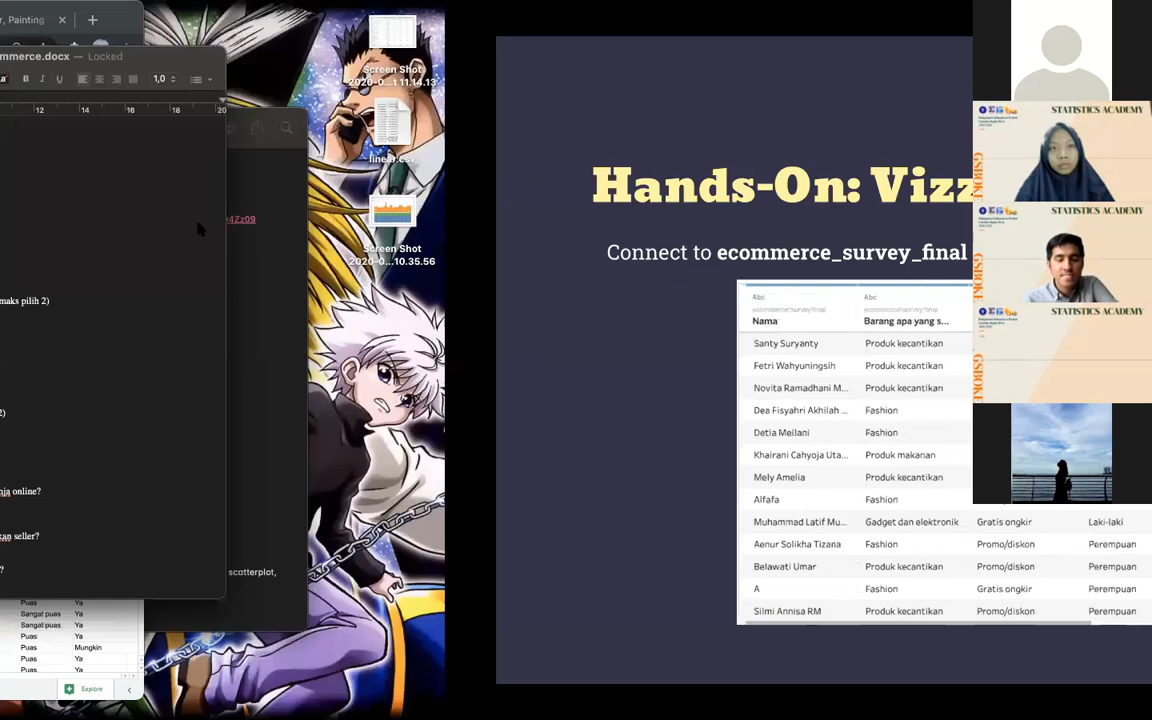 r, Painting
mmerce.docx — Locked
B I U
1,0
12 14 16 18 20
4Zz09
maks pilih 2)
2)
nja online?
kan seller?
?
scatterplot,
Puas Ya
Sangat puas Ya
Sangat puas Ya
Puas Ya
Puas Mungkin
Puas Ya
Puas Ya
Explore
Screen Shot
2020-0...t 11.14.13
CSV
linear.csv
Screen Shot
2020-0...10.35.56
Hands-On: Vizz
Connect to ecommerce_survey_final
Abc Abc
Nama Barang apa yang s...
Santy Suryanty Produk kecantikan
Fetri Wahyuningsih Produk kecantikan
Novita Ramadhani M... Produk kecantikan
Dea Fisyahri Akhilah ... Fashion
Detia Meilani Fashion
Khairani Cahyoja Uta... Produk makanan
Mely Amelia Produk kecantikan
Alfafa Fashion
Muhammad Latif Mu... Gadget dan elektronik Gratis ongkir Laki-laki
Aenur Solikha Tizana Fashion Promo/diskon Perempuan
Belawati Umar Produk kecantikan Promo/diskon Perempuan
A Fashion Gratis ongkir Perempuan
Silmi Annisa RM Produk kecantikan Promo/diskon Perempuan
STATISTICS ACADEMY
GSBOKE
STATISTICS ACADEMY
GSBOKE
STATISTICS ACADEMY
GSBOKE